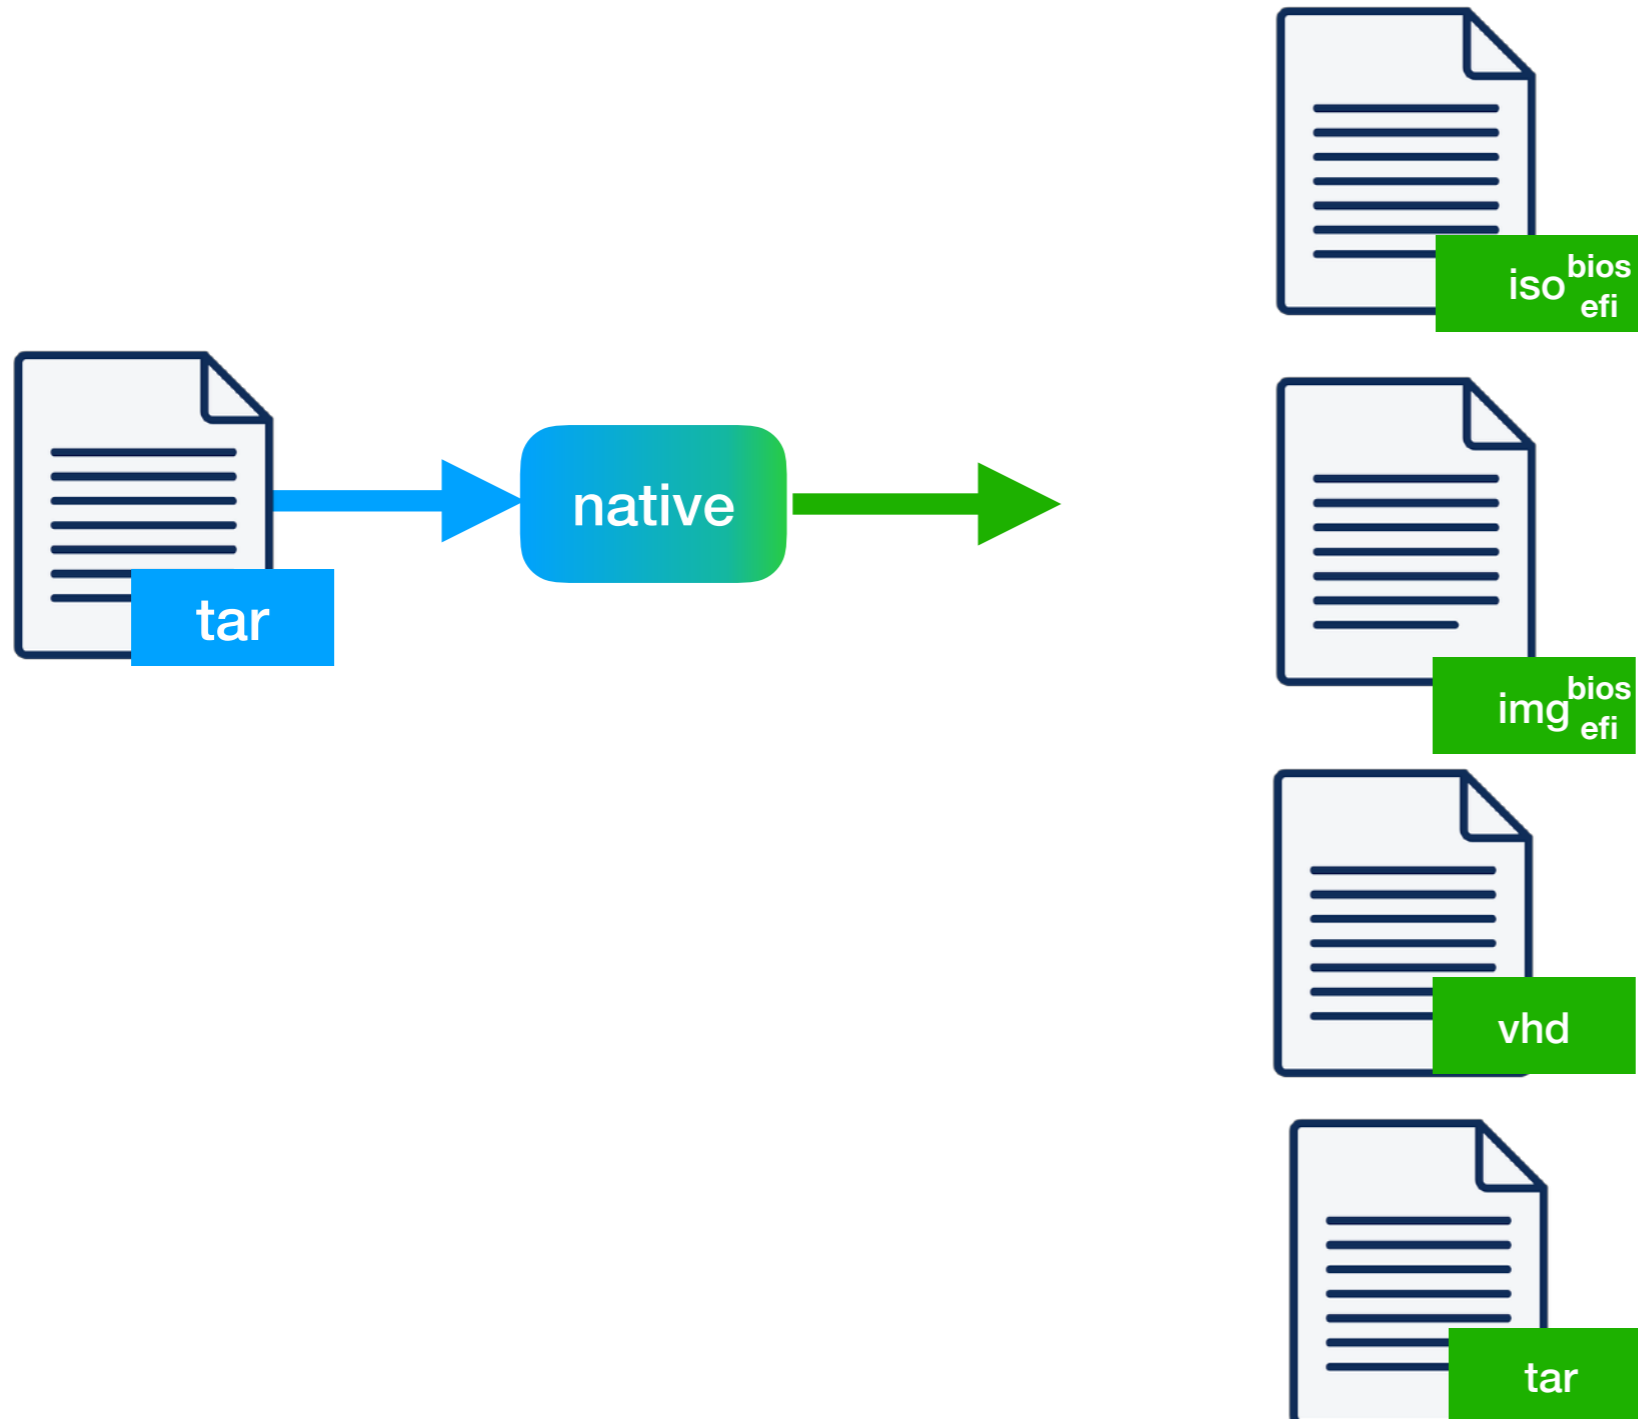 tar
native
iso
bios
efi
img
bios
efi
vhd
tar